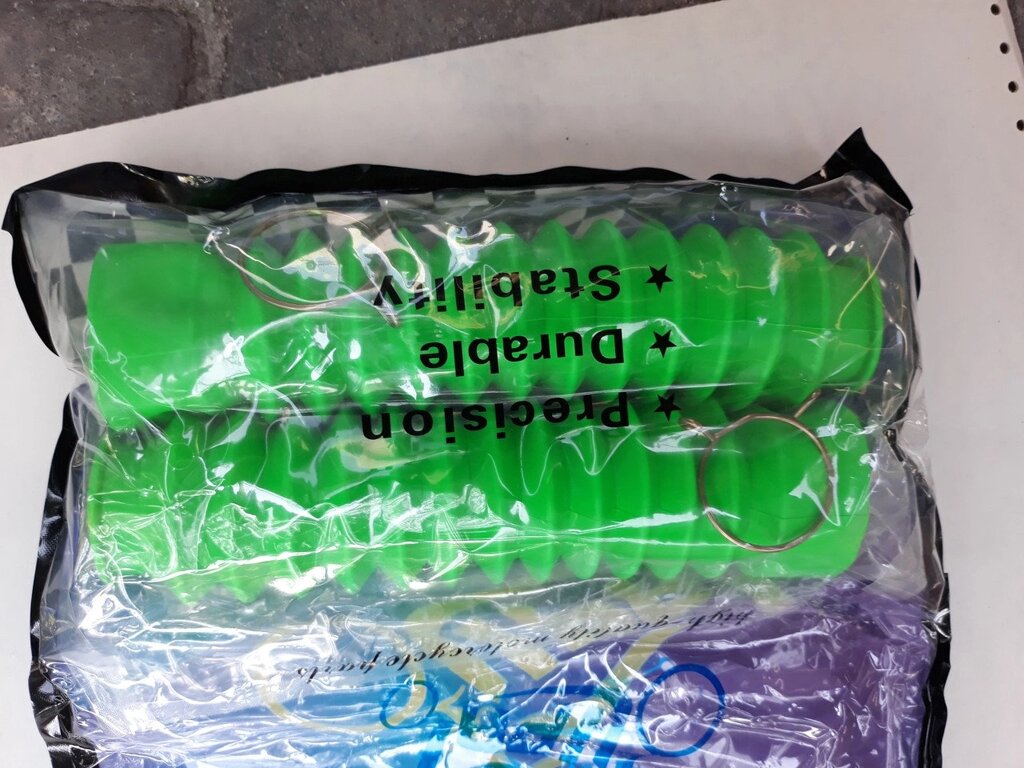 high-quality motorcycle parts
★ Precision
★ Durable
★ Stability